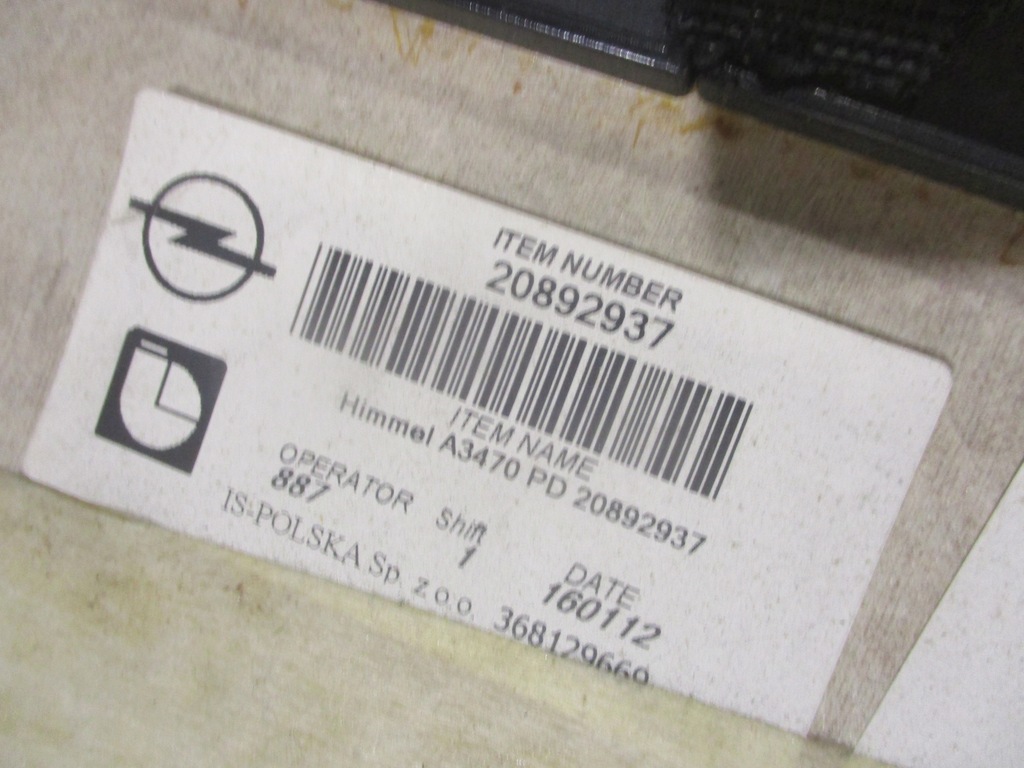 ITEM NUMBER
20892937
ITEM NAME
Himmel A3470 PD 20892937
OPERATOR Shift DATE
887 1 160112
IS-POLSKA Sp. z o.o. 368129669